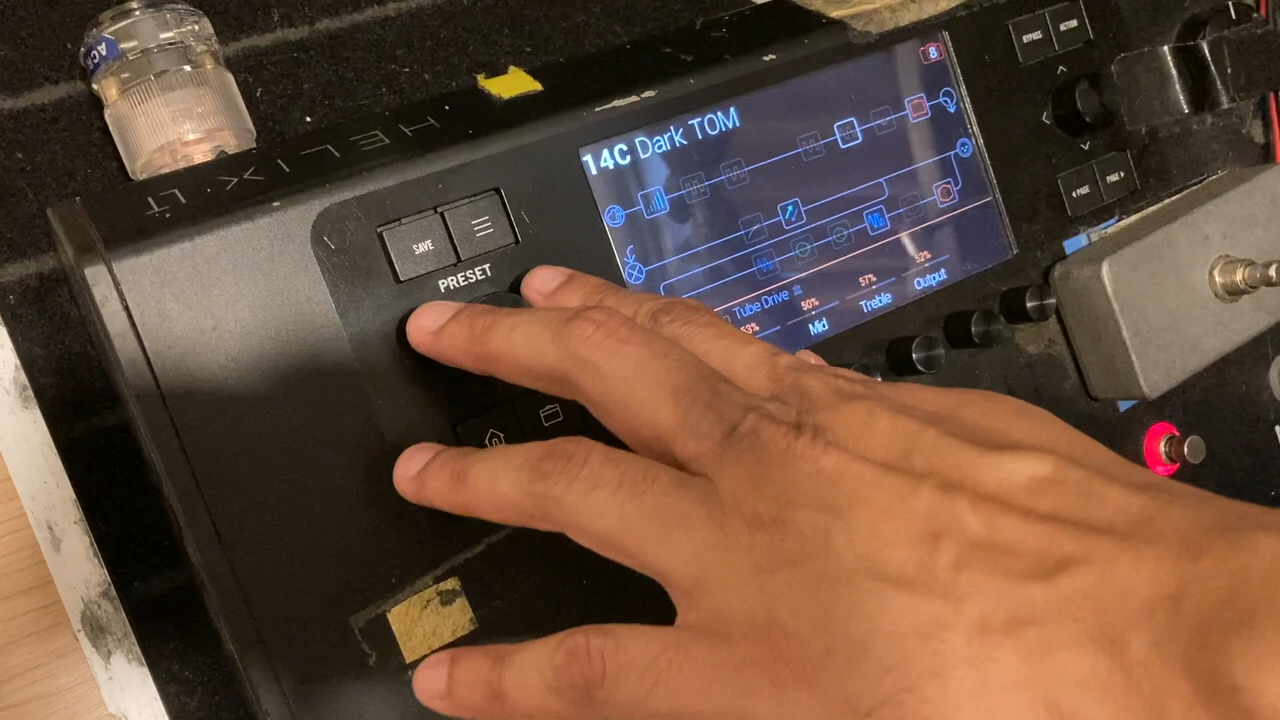 HELIX LT
SAVE
PRESET
14C Dark TOM
8
Tube Drive
50%
57%
52%
Mid
Treble
Output
BYPASS
ACTION
PAGE
PAGE